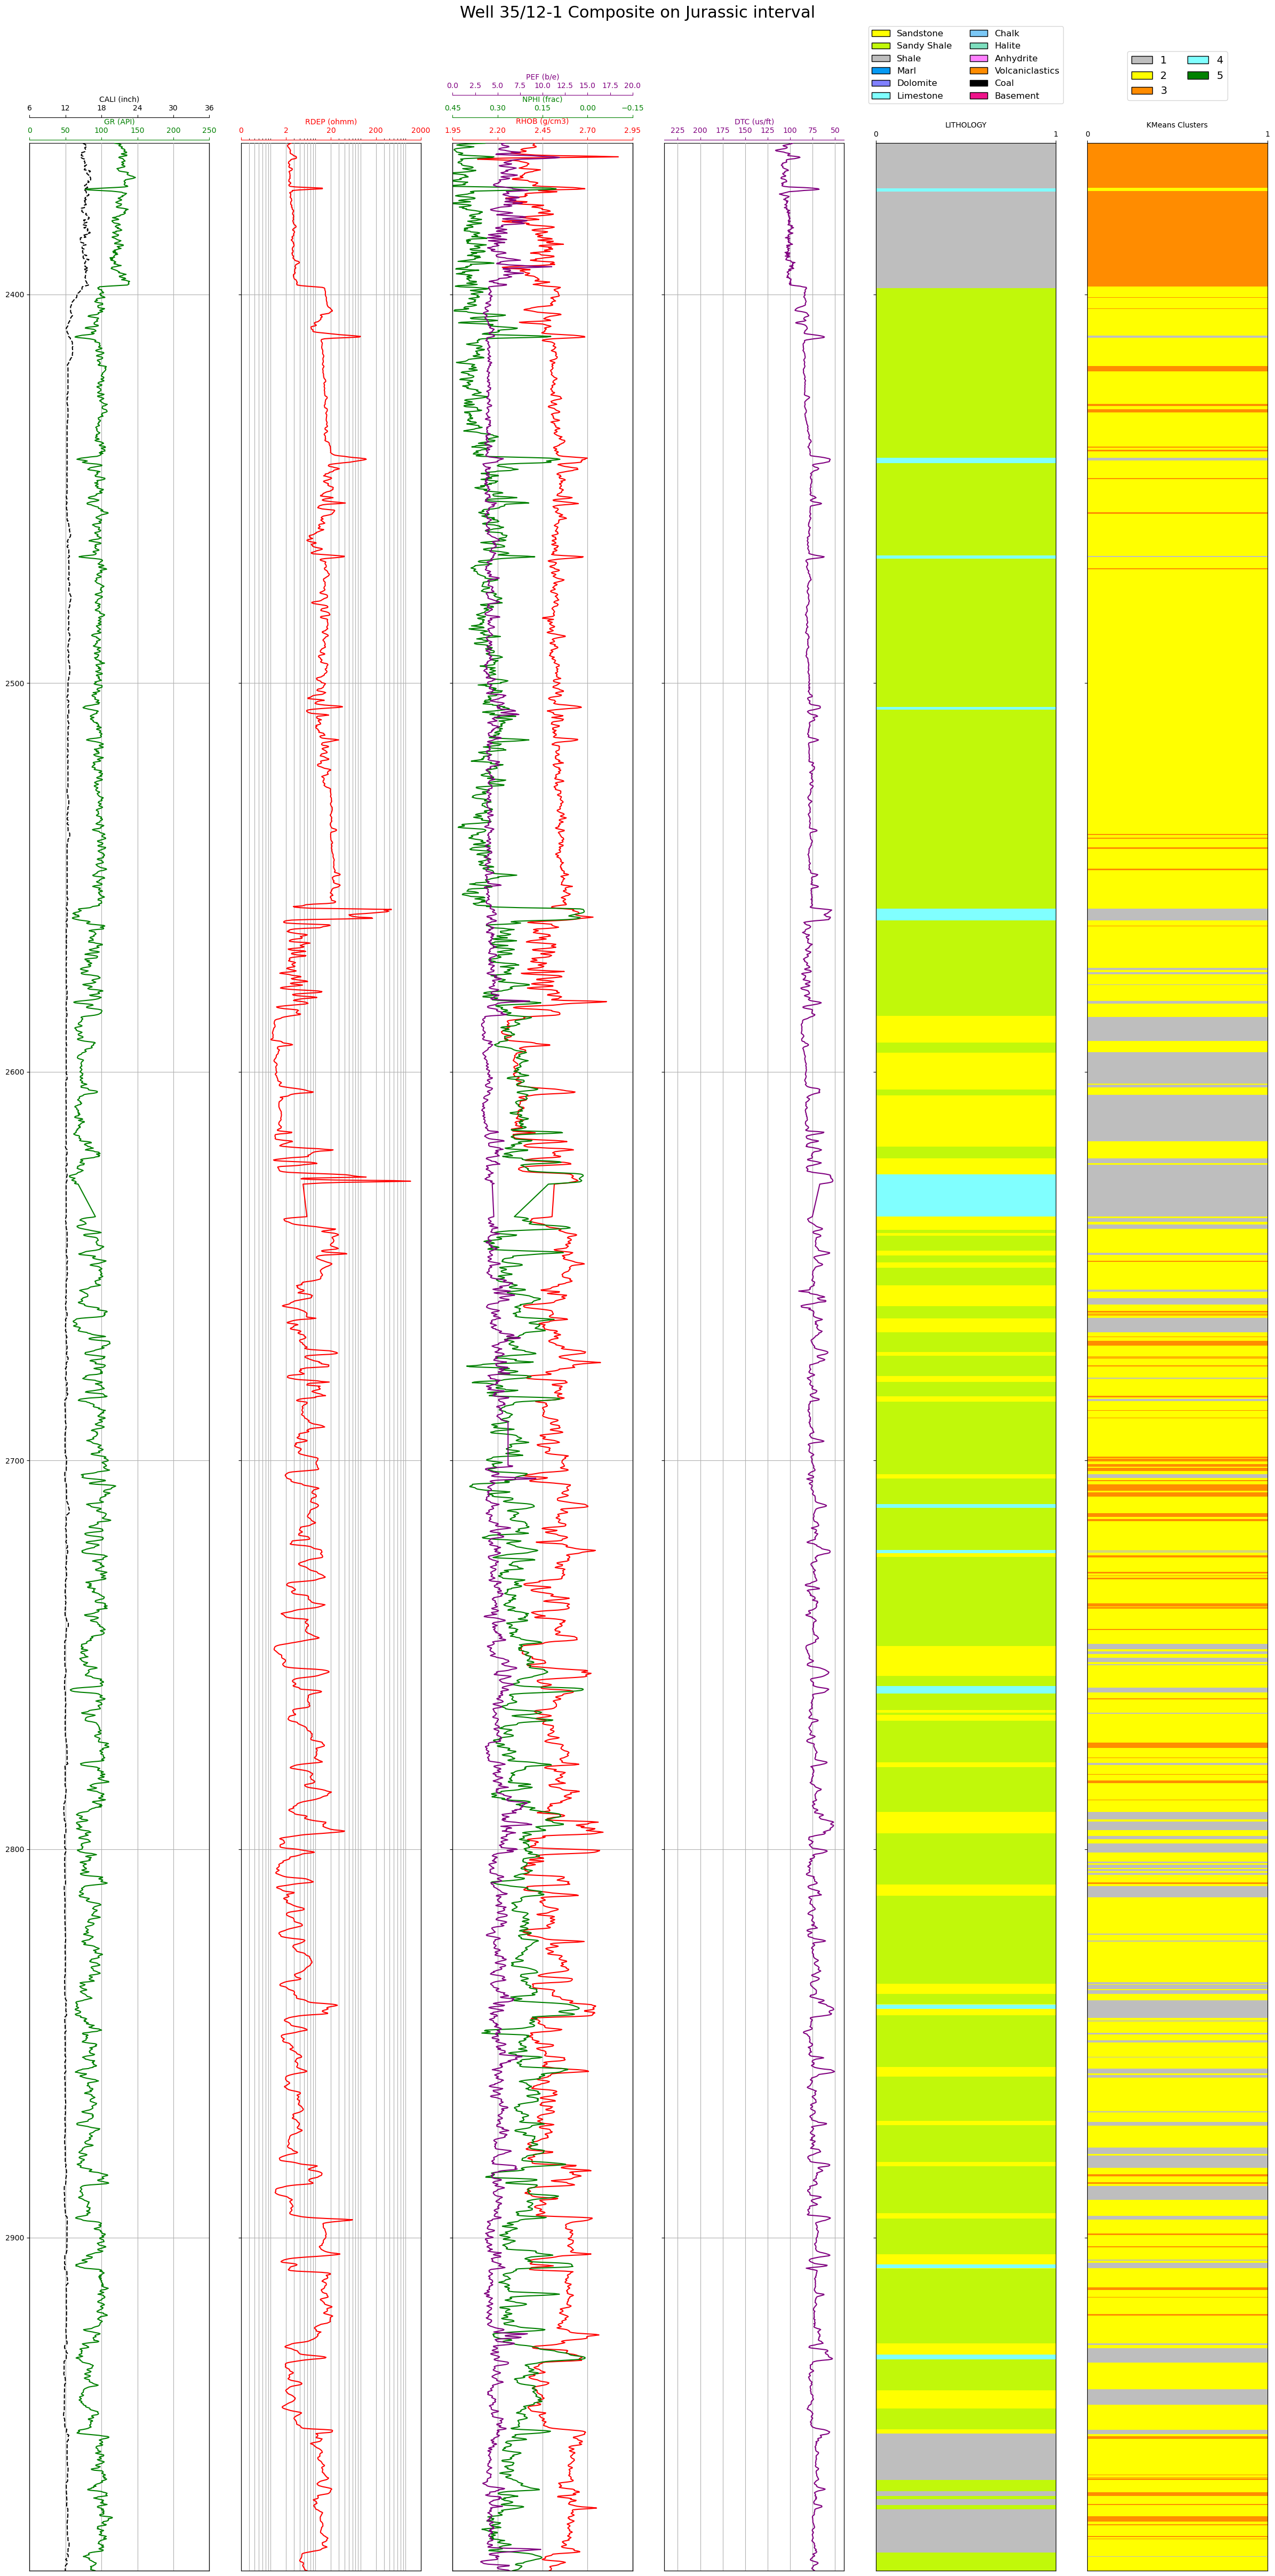 Well 35/12-1 Composite on Jurassic interval
Sandstone
Sandy Shale
Shale
Marl
Dolomite
Limestone
Chalk
Halite
Anhydrite
Volcaniclastics
Coal
Basement
1
2
3
4
5
PEF (b/e)
0.0 2.5 5.0 7.5 10.0 12.5 15.0 17.5 20.0
CALI (inch)
6 12 18 24 30 36
NPHI (frac)
0.45 0.30 0.15 0.00 −0.15
GR (API)
0 50 100 150 200 250
RDEP (ohmm)
0 2 20 200 2000
RHOB (g/cm3)
1.95 2.20 2.45 2.70 2.95
DTC (us/ft)
225 200 175 150 125 100 75 50
LITHOLOGY
0 1
KMeans Clusters
0 1
2400
2500
2600
2700
2800
2900